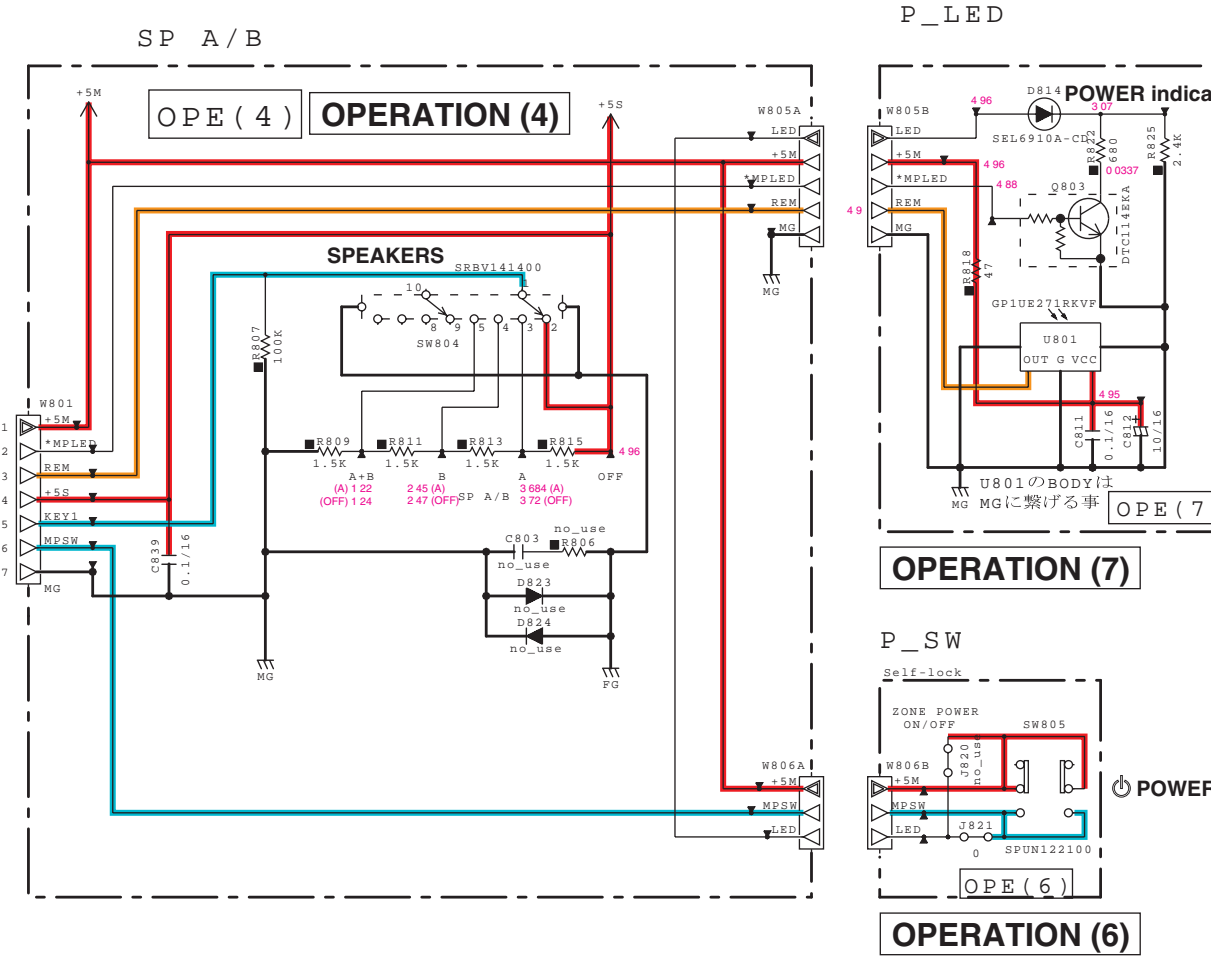 SP A/B
P_LED
+5M
OPE(4)
OPERATION (4)
+5S
W805A
LED
+5M
*MPLED
REM
MG
MG
SPEAKERS
SRBV141400
10
1
8
9
5
4
3
2
SW804
R807
100K
W801
1
+5M
2
*MPLED
3
REM
4
+5S
5
KEY1
6
MPSW
7
MG
R809
1.5K
R811
1.5K
R813
1.5K
R815
1.5K
4 96
A+B
B
A
OFF
(A) 1 22
(OFF) 1 24
2 45 (A)
2 47 (OFF)
SP A/B
3 684 (A)
3 72 (OFF)
C839
0.1/16
no_use
C803
R806
no_use
D823
no_use
D824
no_use
MG
FG
W806A
+5M
MPSW
LED
W805B
LED
+5M
*MPLED
REM
MG
4 9
4 96
D814
POWER indica
3 07
SEL6910A-CD
R822
680
R825
2.4K
4 96
0 0337
4 88
Q803
DTC114EKA
R818
47
GP1UE271RKVF
U801
OUT G VCC
4 95
C811
0.1/16
C812
+
10/16
MG
U801のBODYは
MGに繋げる事
OPE(7
OPERATION (7)
P_SW
Self-lock
ZONE POWER
ON/OFF
SW805
J820
no_use
W806B
+5M
MPSW
LED
J821
0
SPUN122100
POWER
OPE(6)
OPERATION (6)